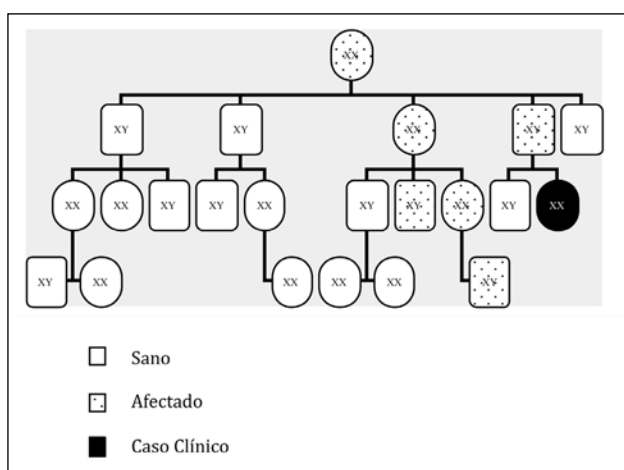 XX
XY XY XX XY XY
XX XX XY XY XX XY XY XX XY XX
XY XX XX XX XX XY
Sano
Afectado
Caso Clínico